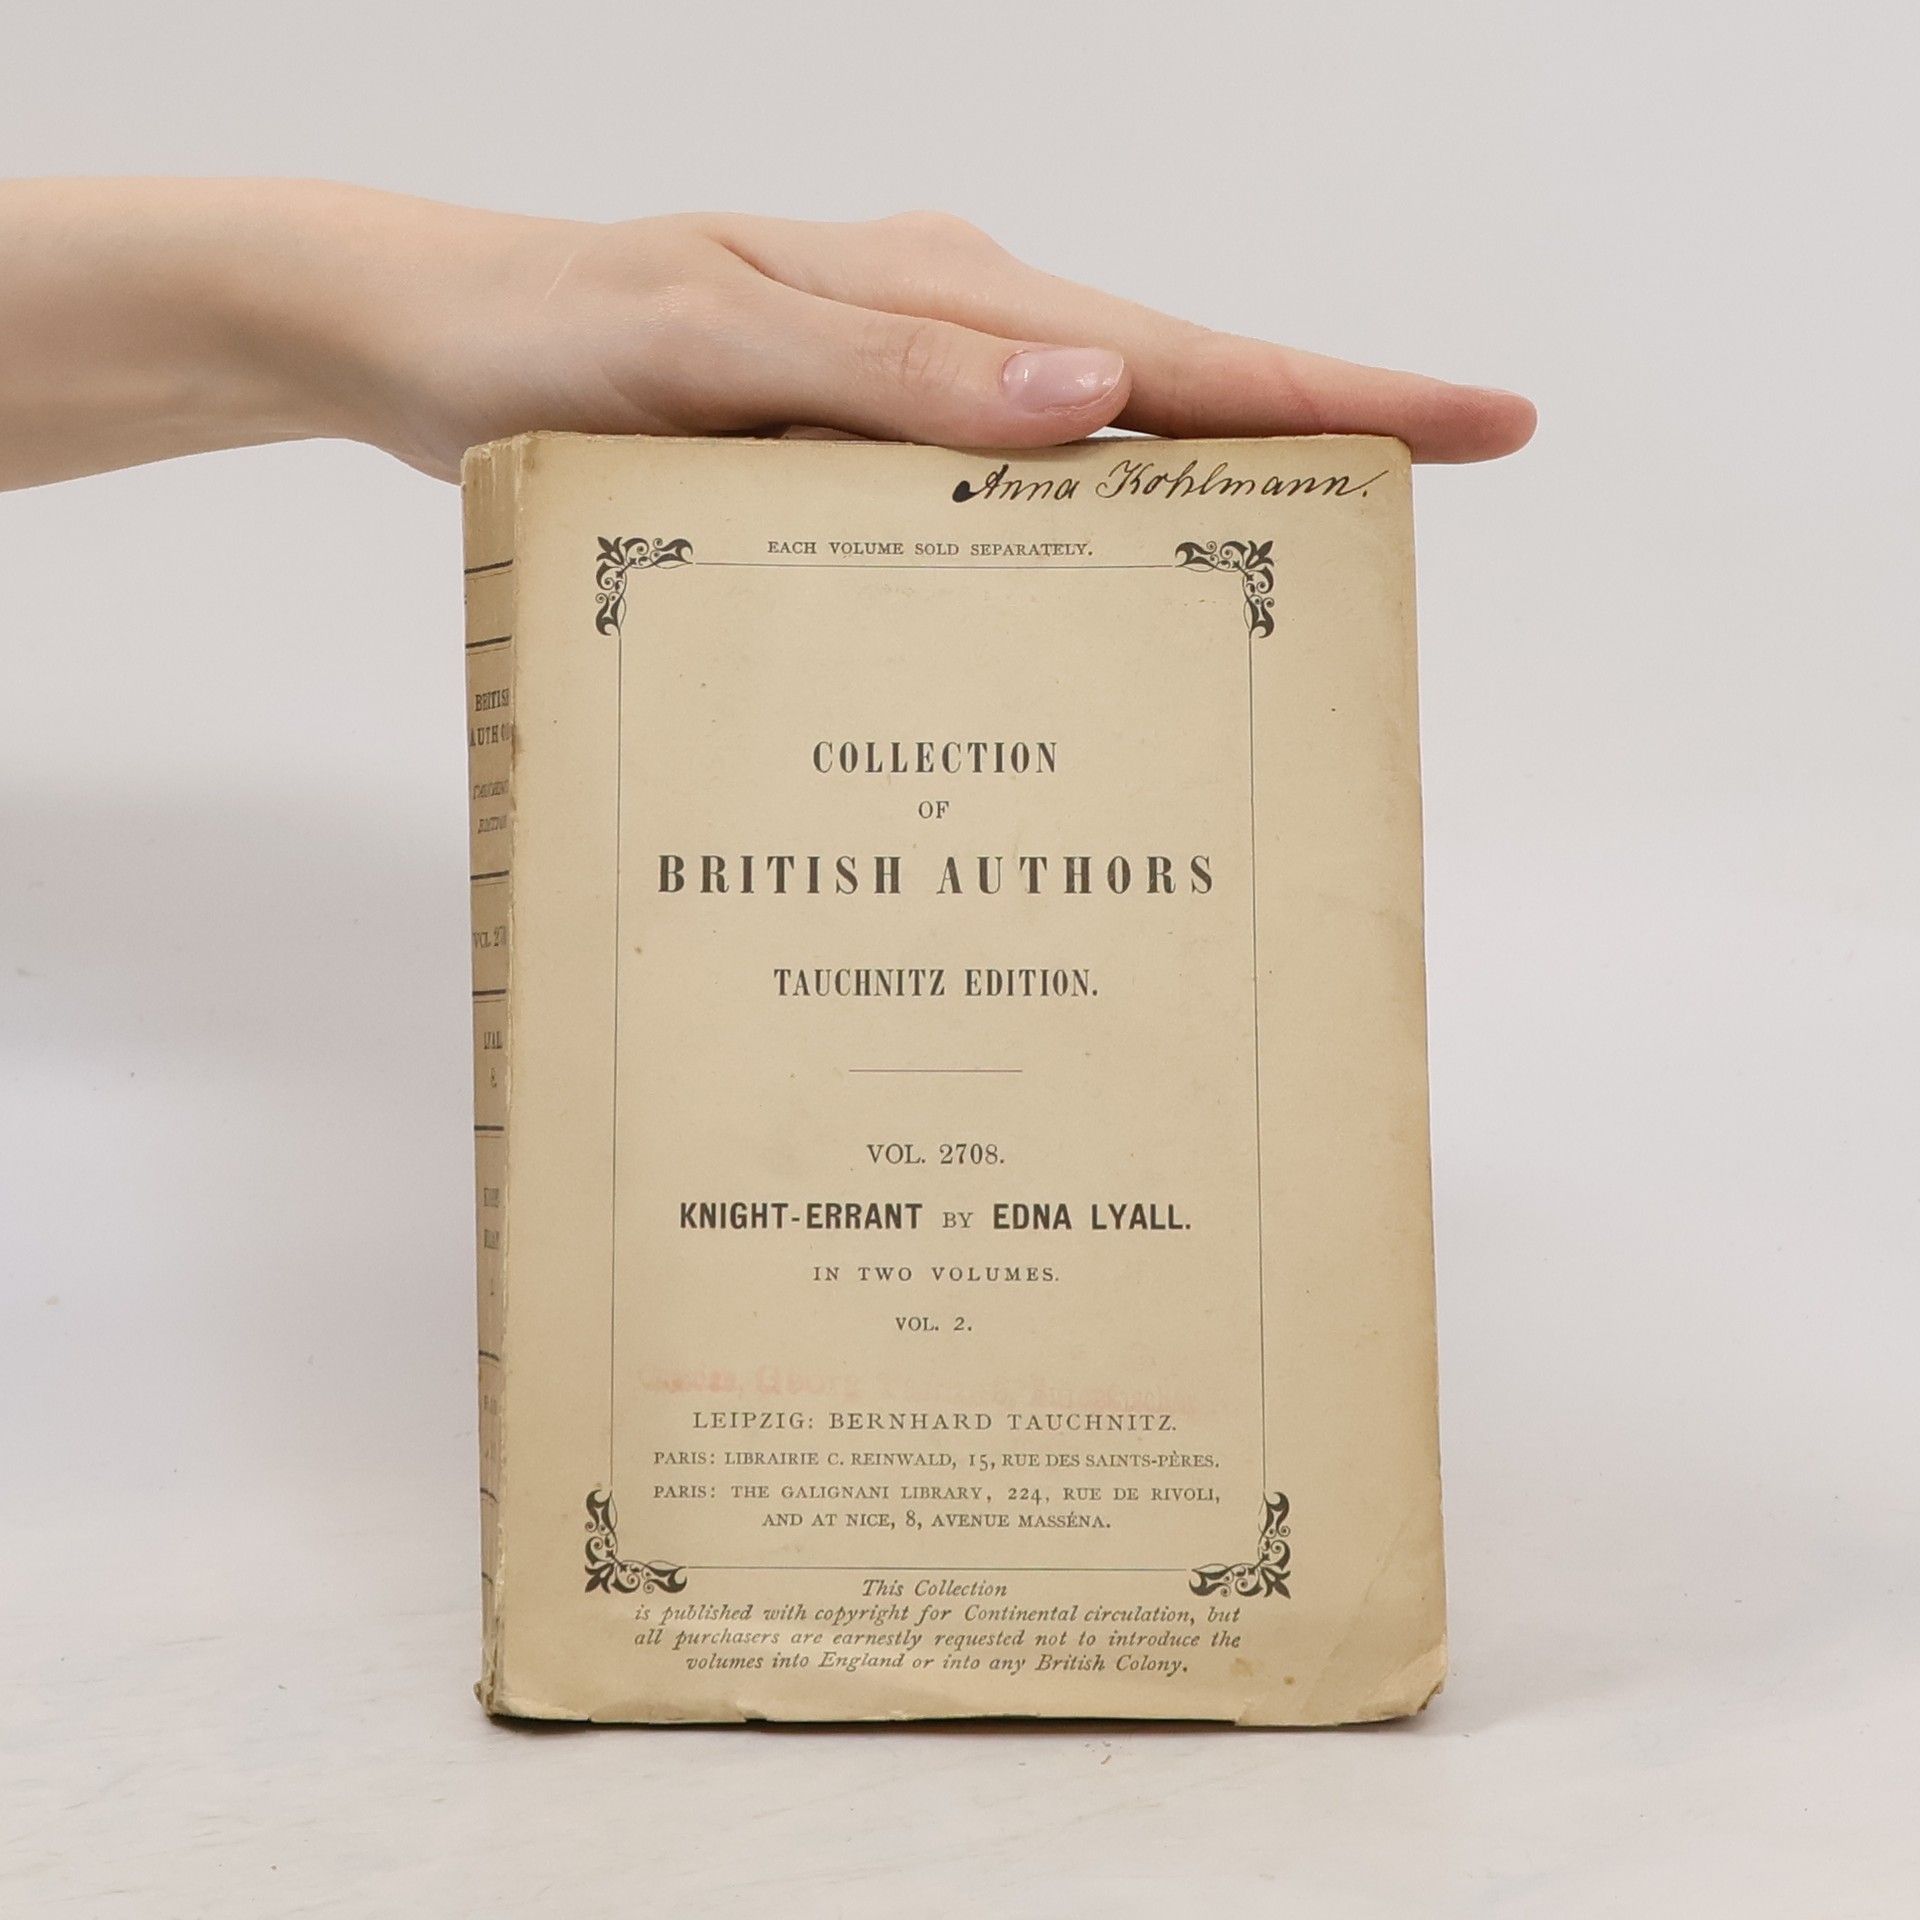 Anna Kohlmann.
EACH VOLUME SOLD SEPARATELY.
COLLECTION
OF
BRITISH AUTHORS
TAUCHNITZ EDITION.
VOL. 2708.
KNIGHT-ERRANT BY EDNA LYALL.
IN TWO VOLUMES.
VOL. 2.
LEIPZIG: BERNHARD TAUCHNITZ.
PARIS: LIBRAIRIE C. REINWALD, 15, RUE DES SAINTS-PÈRES.
PARIS: THE GALIGNANI LIBRARY, 224, RUE DE RIVOLI,
AND AT NICE, 8, AVENUE MASSÉNA.
This Collection
is published with copyright for Continental circulation, but
all purchasers are earnestly requested not to introduce the
volumes into England or into any British Colony.